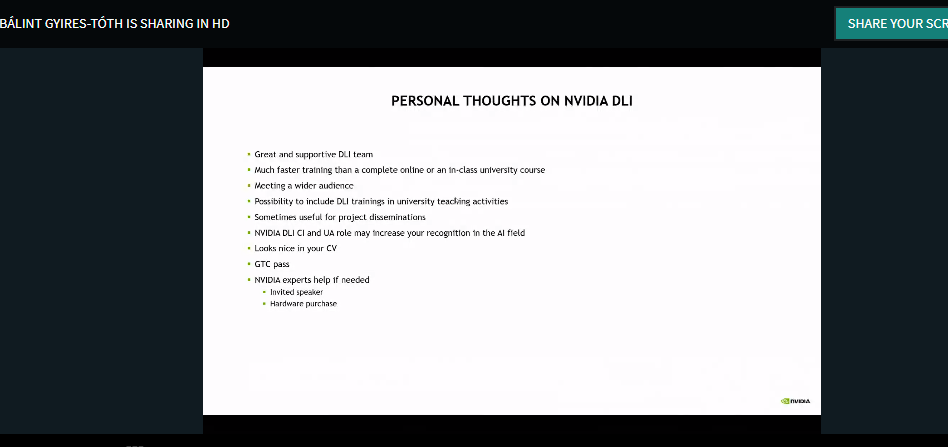 BÁLINT GYIRES-TÓTH IS SHARING IN HD
SHARE YOUR SCR
PERSONAL THOUGHTS ON NVIDIA DLI
▪ Great and supportive DLI team
▪ Much faster training than a complete online or an in-class university course
▪ Meeting a wider audience
▪ Possibility to include DLI trainings in university teaching activities
▪ Sometimes useful for project disseminations
▪ NVIDIA DLI CI and UA role may increase your recognition in the AI field
▪ Looks nice in your CV
▪ GTC pass
▪ NVIDIA experts help if needed
▪ Invited speaker
▪ Hardware purchase
NVIDIA